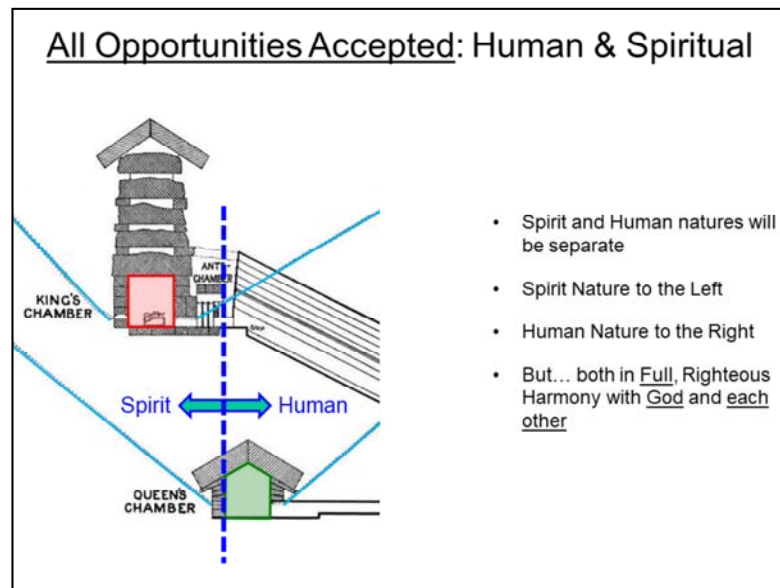 All Opportunities Accepted: Human & Spiritual
ANTE-
CHAMBER
KING'S
CHAMBER
Coffer
Step
Spirit
Human
QUEEN'S
CHAMBER
• Spirit and Human natures will
be separate
• Spirit Nature to the Left
• Human Nature to the Right
• But... both in Full, Righteous
Harmony with God and each
other